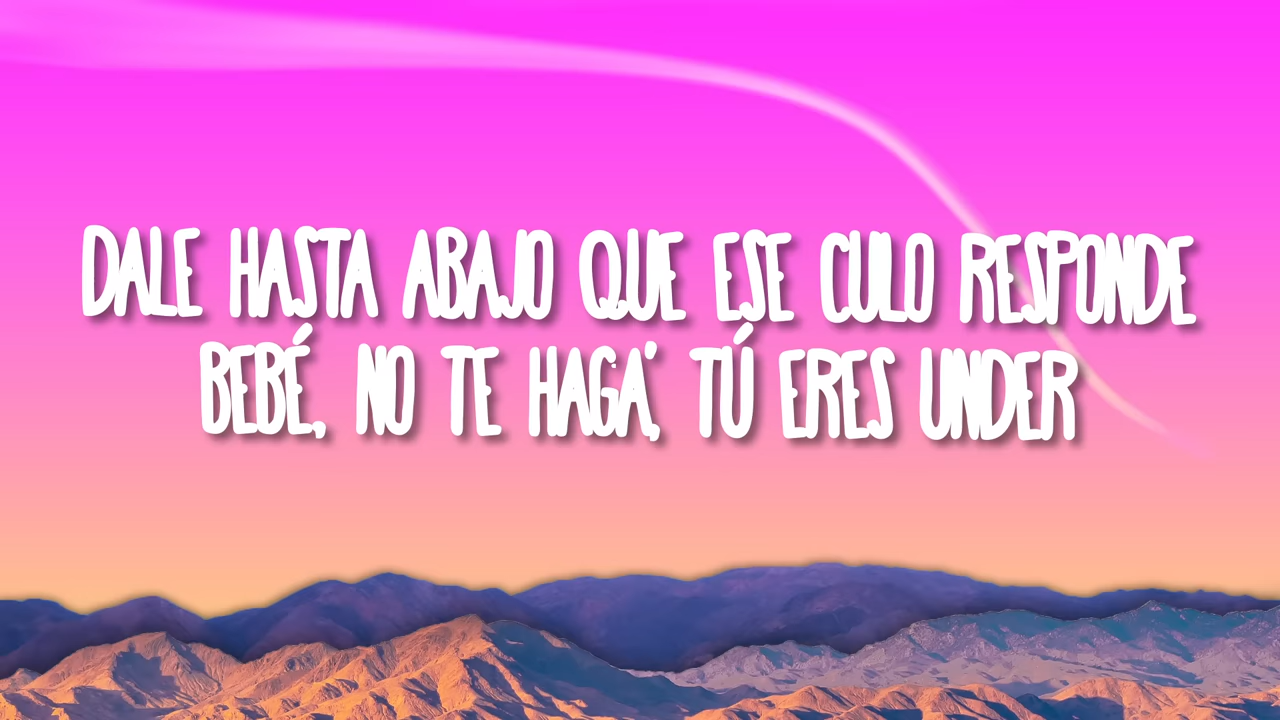 DALE HASTA ABAJO QUE ESE CULO RESPONDE
BEBÉ, NO TE HAGA', TÚ ERES UNDER